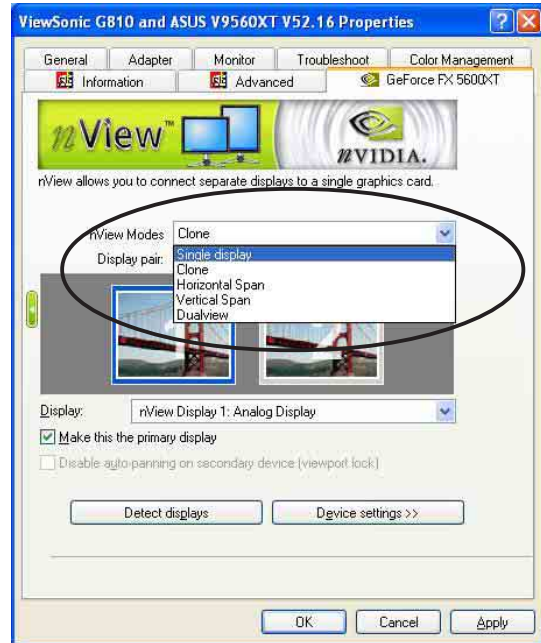 ViewSonic G810 and ASUS V9560XT V52.16 Properties
General Adapter Monitor Troubleshoot Color Management
Information Advanced GeForce FX 5600XT
nView™ nVIDIA.
nView allows you to connect separate displays to a single graphics card.
nView Modes Clone
Display pair: Single display
Clone
Horizontal Span
Vertical Span
Dualview
Display: nView Display 1: Analog Display
Make this the primary display
Disable auto-panning on secondary device (viewport lock)
Detect displays Device settings >>
OK Cancel Apply